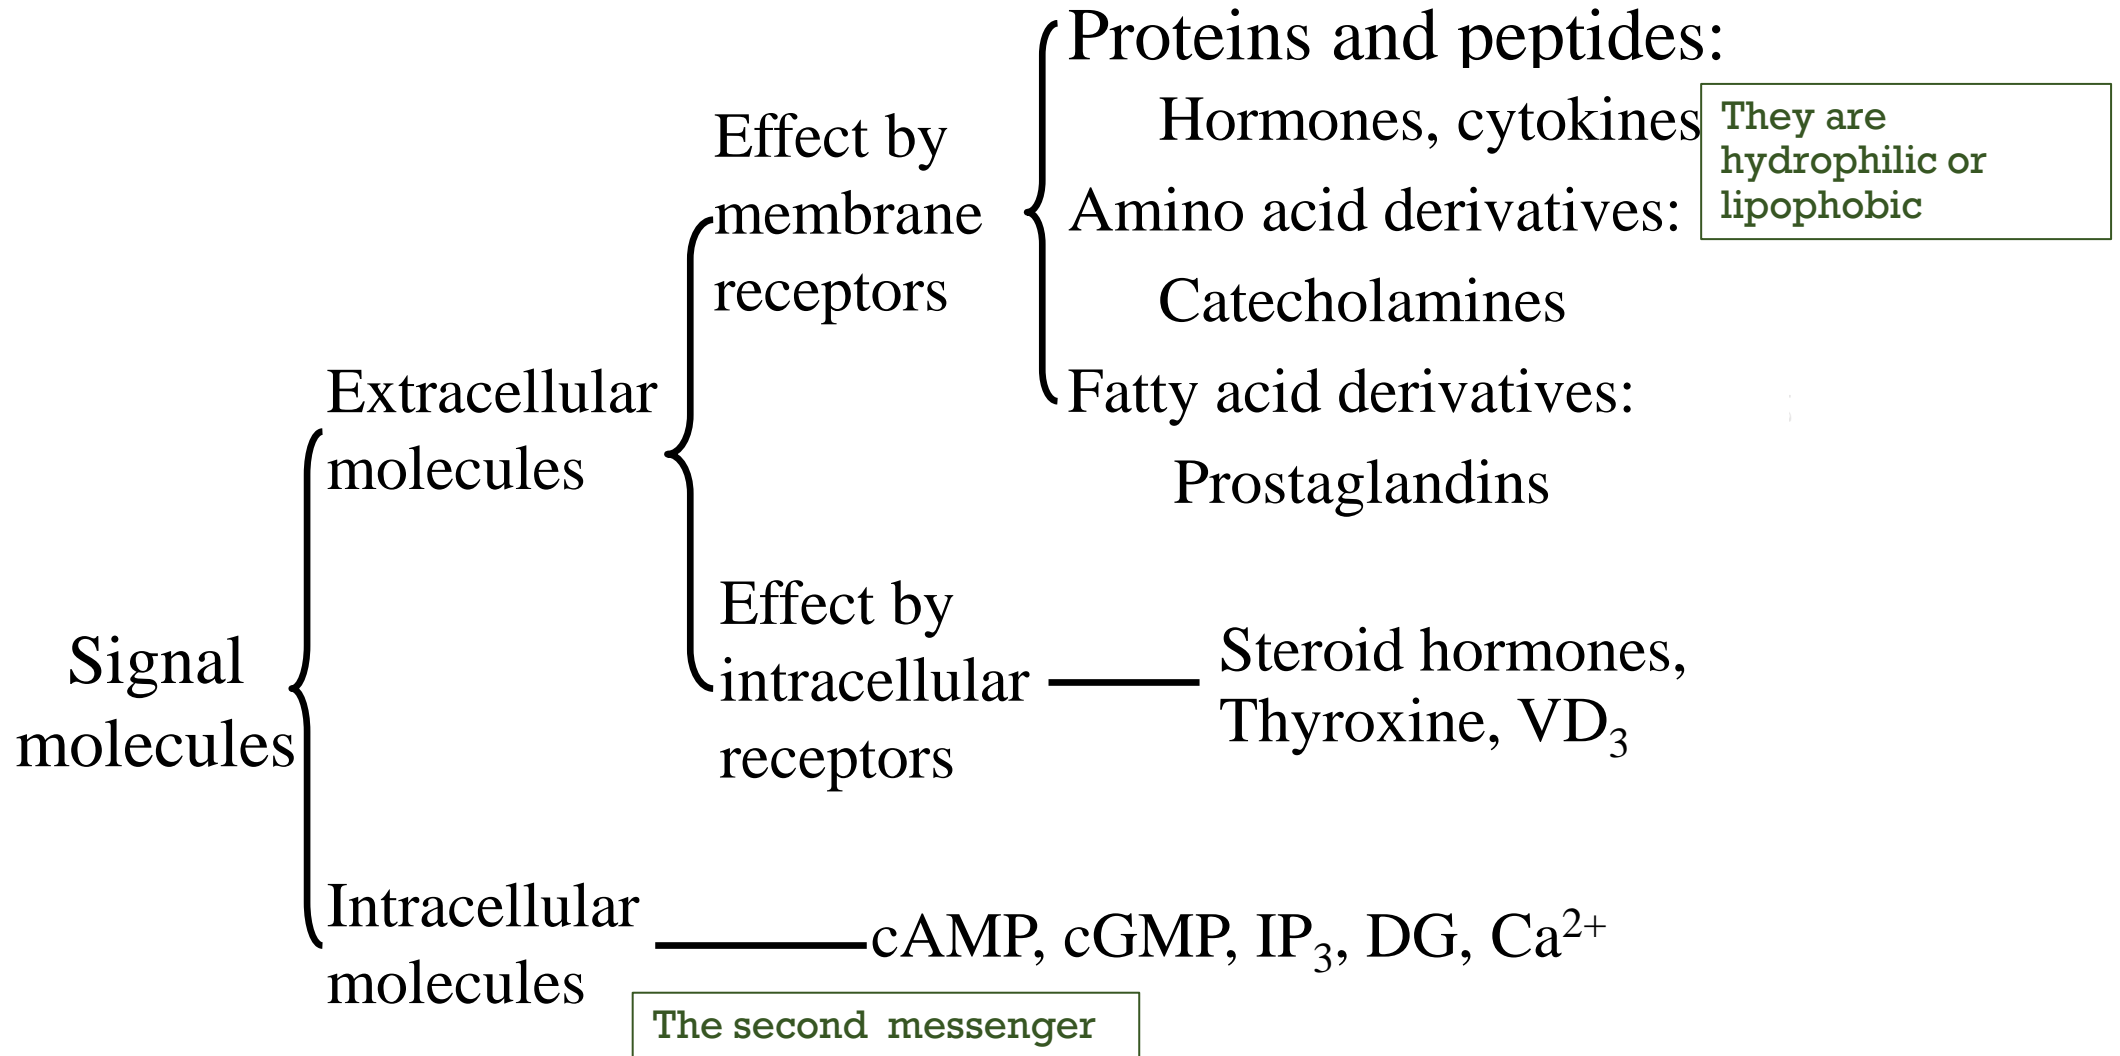 Proteins and peptides:
Hormones, cytokines
They are
hydrophilic or
lipophobic
Effect by
membrane
receptors
Amino acid derivatives:
Catecholamines
Extracellular
molecules
Fatty acid derivatives:
Prostaglandins
Effect by
intracellular
receptors
Steroid hormones,
Thyroxine, VD₃
Signal
molecules
Intracellular
molecules
cAMP, cGMP, IP₃, DG, Ca²⁺
The second messenger